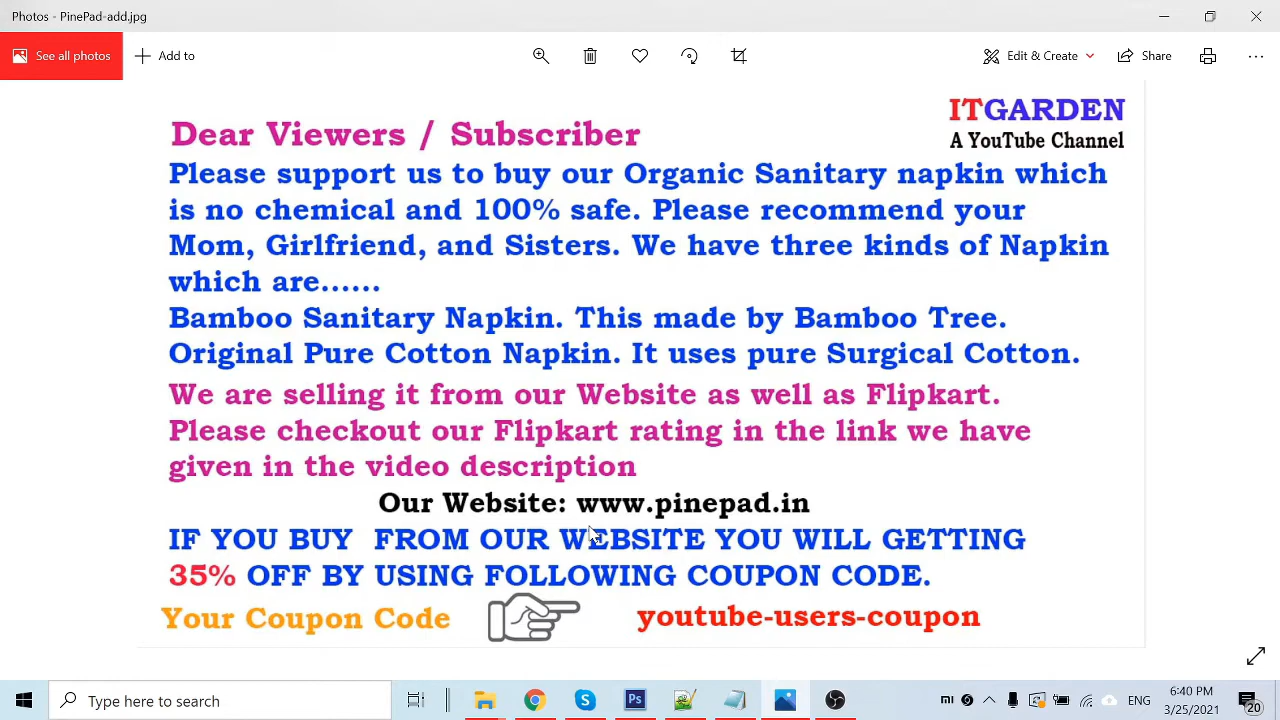 Photos - PinePad-add.jpg
See all photos
Add to
Edit & Create
Share
ITGARDEN
A YouTube Channel
Dear Viewers / Subscriber
Please support us to buy our Organic Sanitary napkin which
is no chemical and 100% safe. Please recommend your
Mom, Girlfriend, and Sisters. We have three kinds of Napkin
which are......
Bamboo Sanitary Napkin. This made by Bamboo Tree.
Original Pure Cotton Napkin. It uses pure Surgical Cotton.
We are selling it from our Website as well as Flipkart.
Please checkout our Flipkart rating in the link we have
given in the video description
Our Website: www.pinepad.in
IF YOU BUY FROM OUR WEBSITE YOU WILL GETTING
35% OFF BY USING FOLLOWING COUPON CODE.
Your Coupon Code
youtube-users-coupon
Type here to search
Ps
ENG
6:40 PM
3/25/2021
20